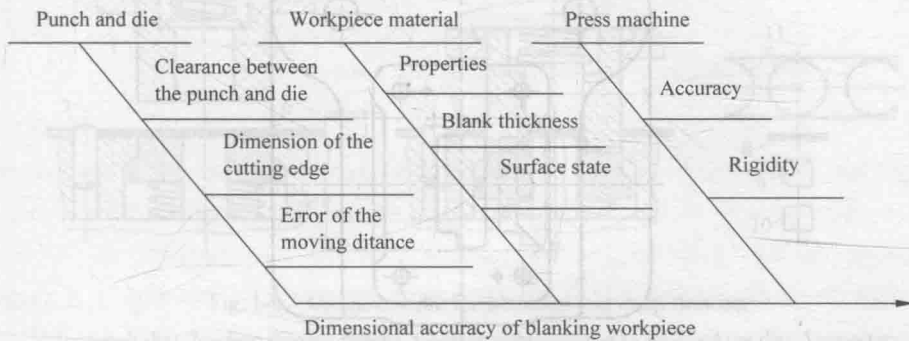 Punch and die
Workpiece material
Press machine
Clearance between
the punch and die
Properties
Accuracy
Blank thickness
Dimension of the
cutting edge
Surface state
Rigidity
Error of the
moving ditance
Dimensional accuracy of blanking workpiece